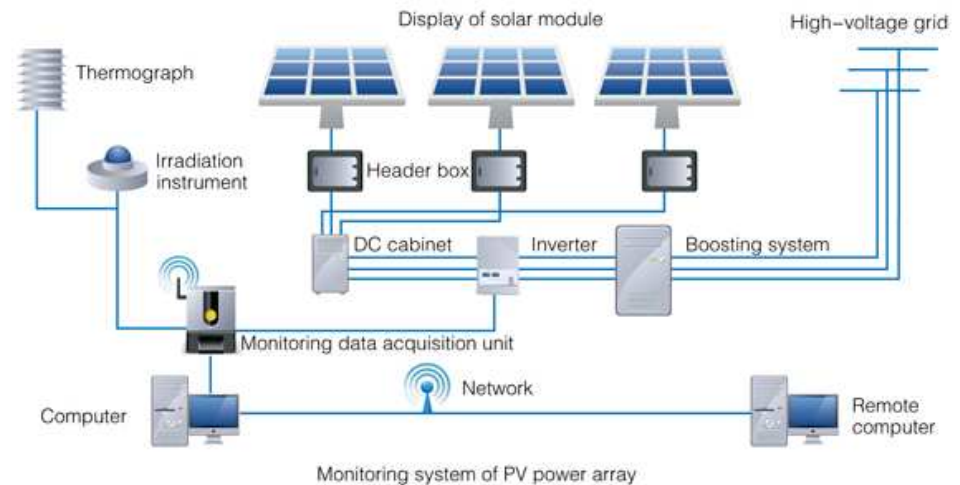 Display of solar module
High-voltage grid
Thermograph
Irradiation
instrument
Header box
DC cabinet
Inverter
Boosting system
Monitoring data acquisition unit
Network
Computer
Remote
computer
Monitoring system of PV power array